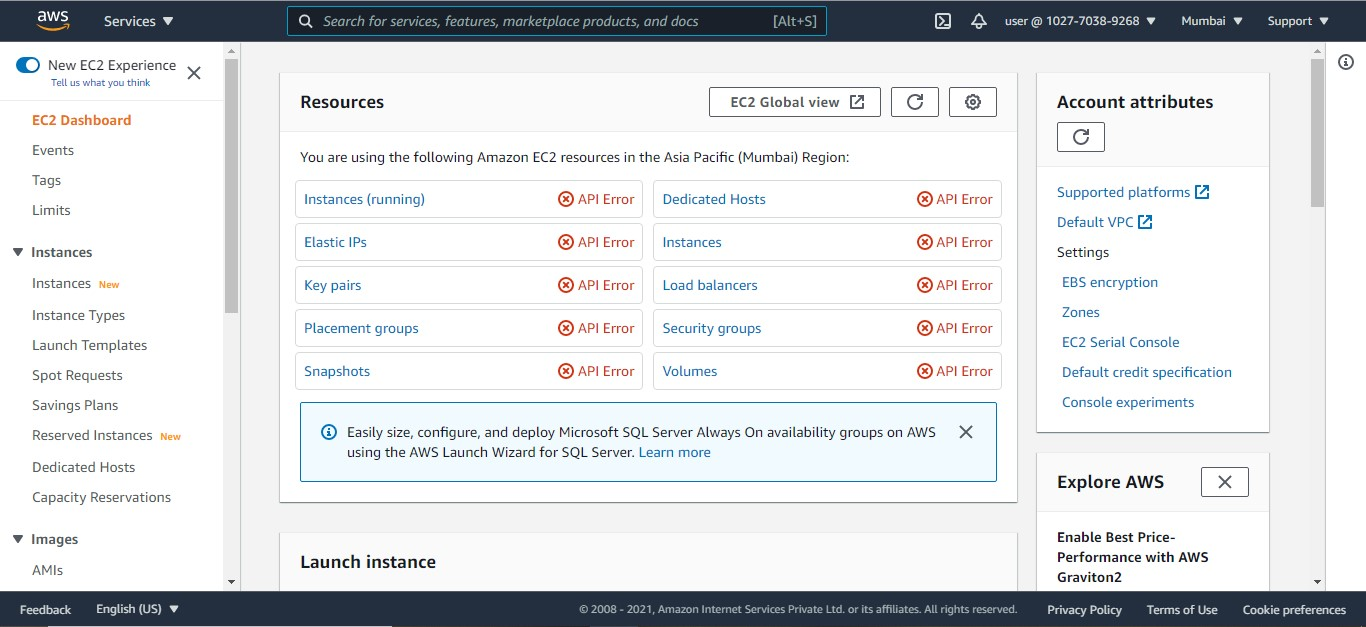 aws
Services
Search for services, features, marketplace products, and docs [Alt+S]
user @ 1027-7038-9268
Mumbai
Support
New EC2 Experience
Tell us what you think
EC2 Dashboard
Events
Tags
Limits
Instances
Instances New
Instance Types
Launch Templates
Spot Requests
Savings Plans
Reserved Instances New
Dedicated Hosts
Capacity Reservations
Images
AMIs
Resources
EC2 Global view
You are using the following Amazon EC2 resources in the Asia Pacific (Mumbai) Region:
Instances (running) API Error
Dedicated Hosts API Error
Elastic IPs API Error
Instances API Error
Key pairs API Error
Load balancers API Error
Placement groups API Error
Security groups API Error
Snapshots API Error
Volumes API Error
Easily size, configure, and deploy Microsoft SQL Server Always On availability groups on AWS
using the AWS Launch Wizard for SQL Server. Learn more
Launch instance
Account attributes
Supported platforms
Default VPC
Settings
EBS encryption
Zones
EC2 Serial Console
Default credit specification
Console experiments
Explore AWS
Enable Best Price-
Performance with AWS
Graviton2
Feedback
English (US)
© 2008 - 2021, Amazon Internet Services Private Ltd. or its affiliates. All rights reserved.
Privacy Policy
Terms of Use
Cookie preferences